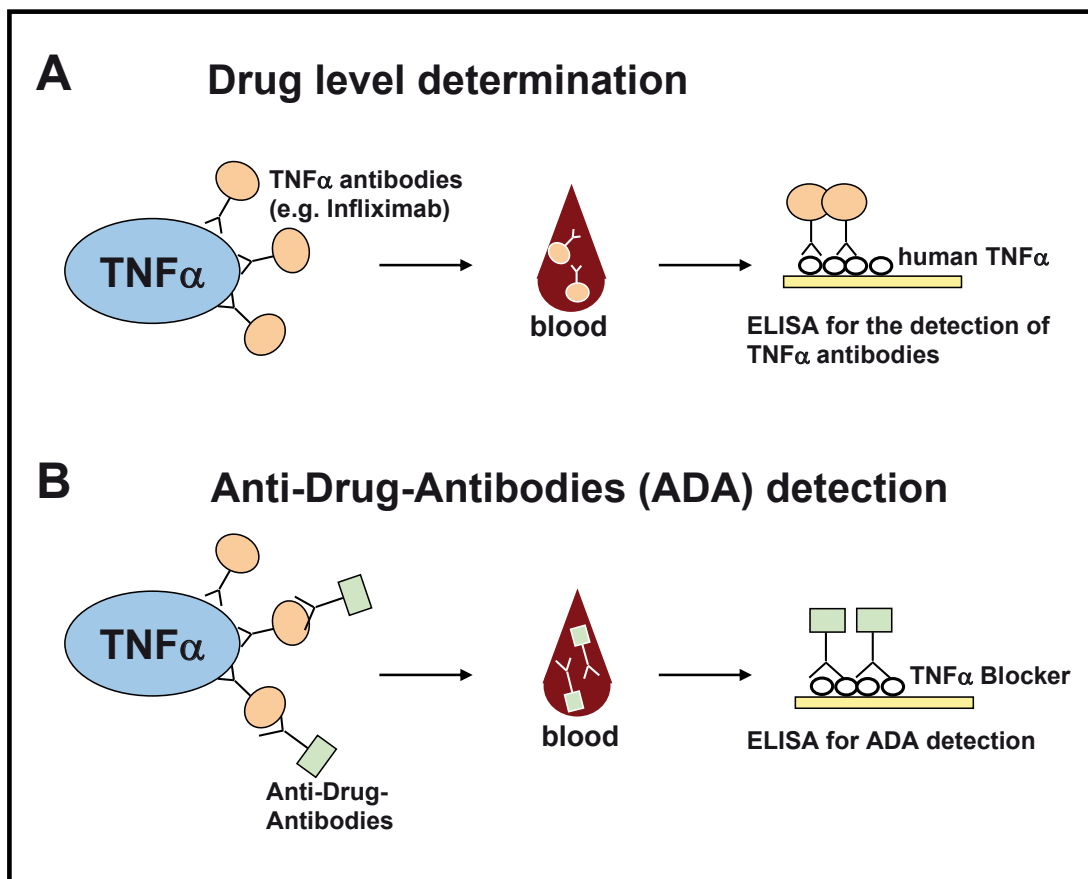 A
Drug level determination
TNFα antibodies
(e.g. Infliximab)
TNFα
blood
human TNFα
ELISA for the detection of
TNFα antibodies
B
Anti-Drug-Antibodies (ADA) detection
TNFα
blood
TNFα Blocker
ELISA for ADA detection
Anti-Drug-
Antibodies